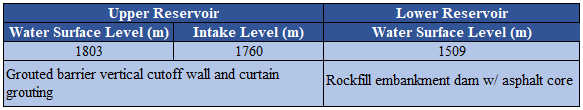 Upper Reservoir Lower Reservoir
Water Surface Level (m) Intake Level (m) Water Surface Level (m)
1803 1760 1509
Grouted barrier vertical cutoff wall and curtain
grouting
Rockfill embankment dam w/ asphalt core